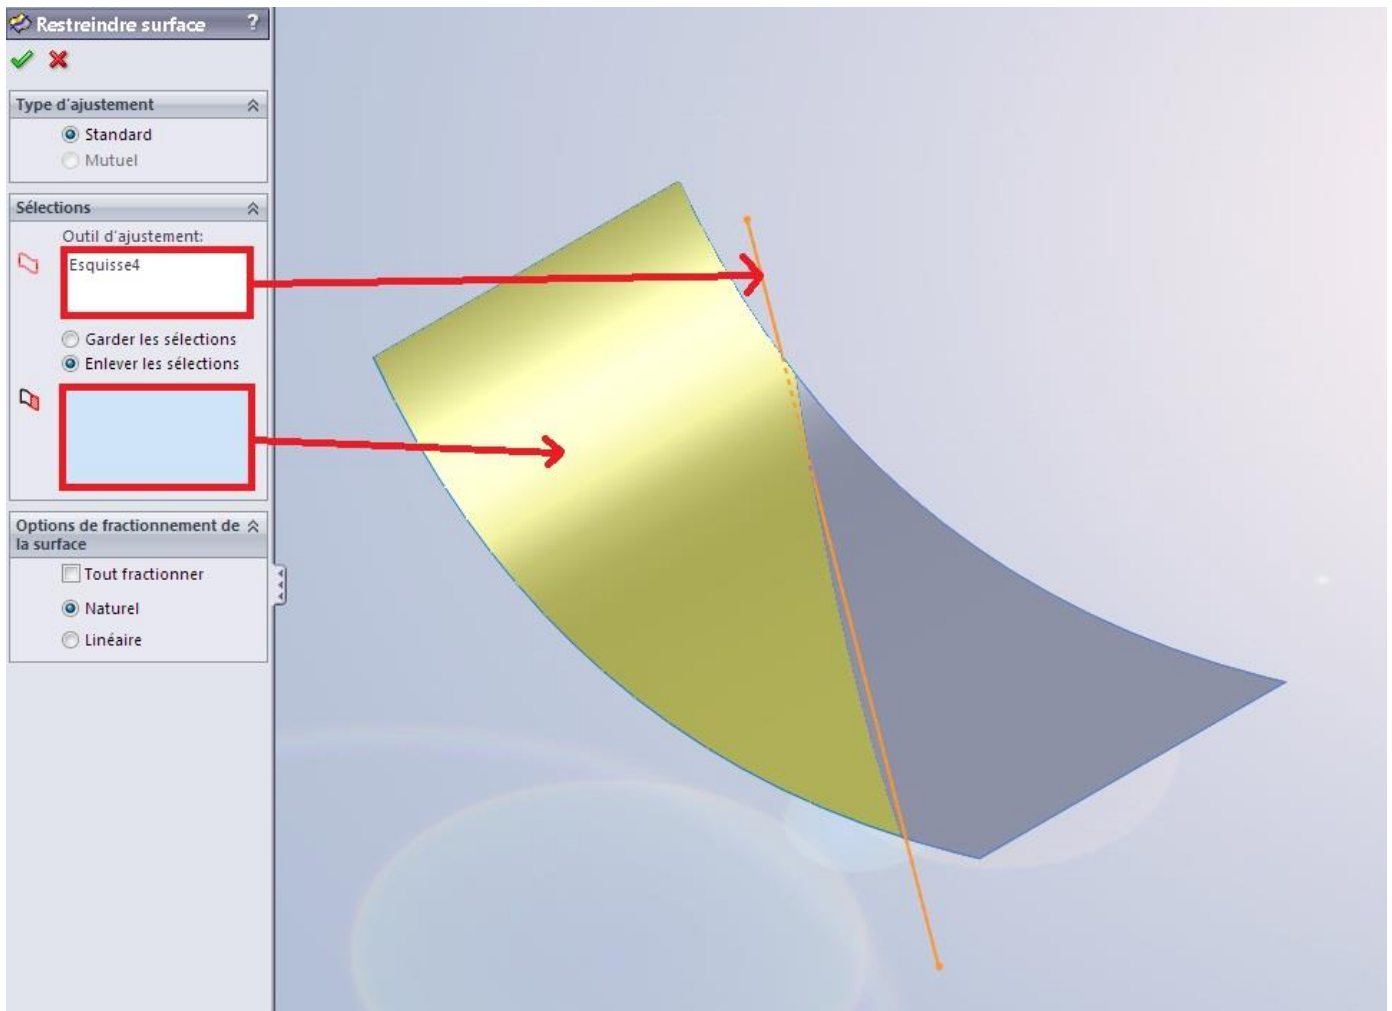 Restreindre surface ?
Type d'ajustement
Standard
Mutuel
Sélections
Outil d'ajustement:
Esquisse4
Garder les sélections
Enlever les sélections
Options de fractionnement de
la surface
Tout fractionner
Naturel
Linéaire